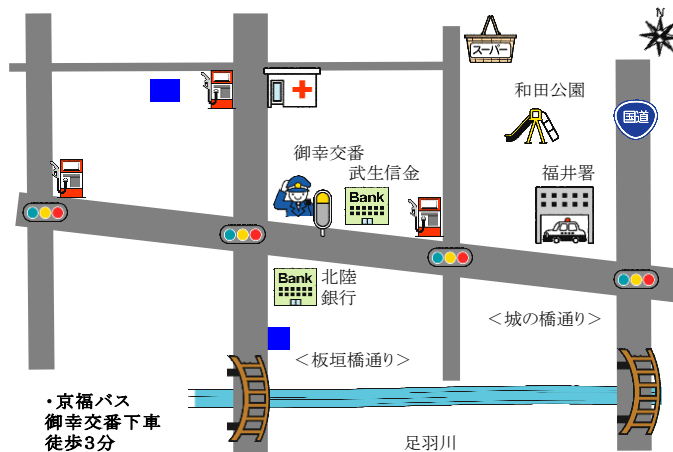 N
スーパー
和田公園
国道
御幸交番
武生信金
福井署
Bank
Bank
北陸
銀行
＜城の橋通り＞
＜板垣橋通り＞
・京福バス
御幸交番下車
徒歩3分
足羽川